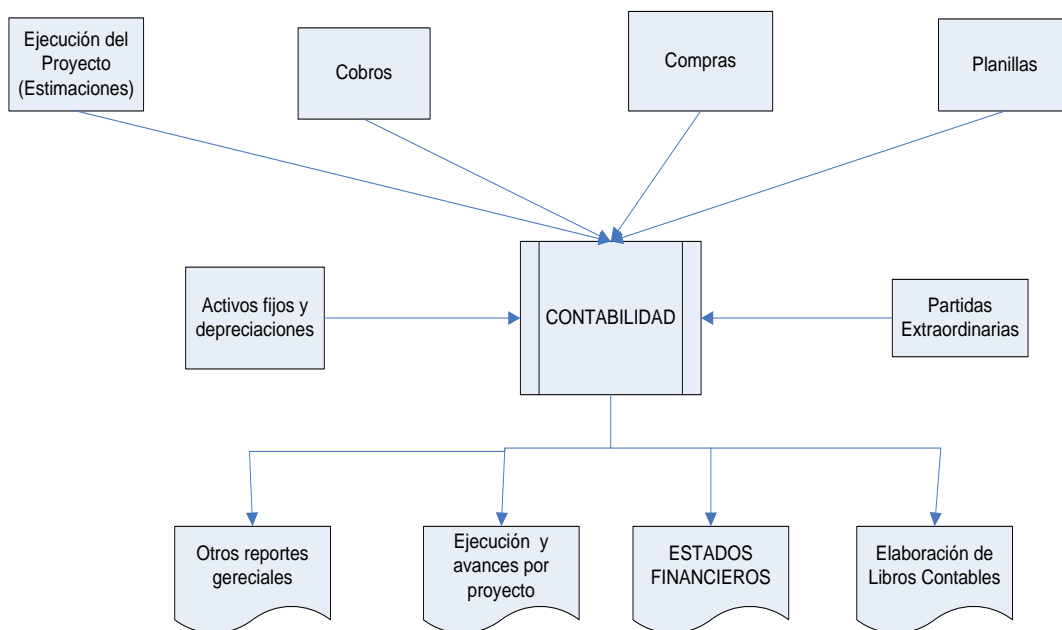 Ejecución del
Proyecto
(Estimaciones)
Cobros
Compras
Planillas
Activos fijos y
depreciaciones
CONTABILIDAD
Partidas
Extraordinarias
Otros reportes
gereciales
Ejecución y
avances por
proyecto
ESTADOS
FINANCIEROS
Elaboración de
Libros Contables